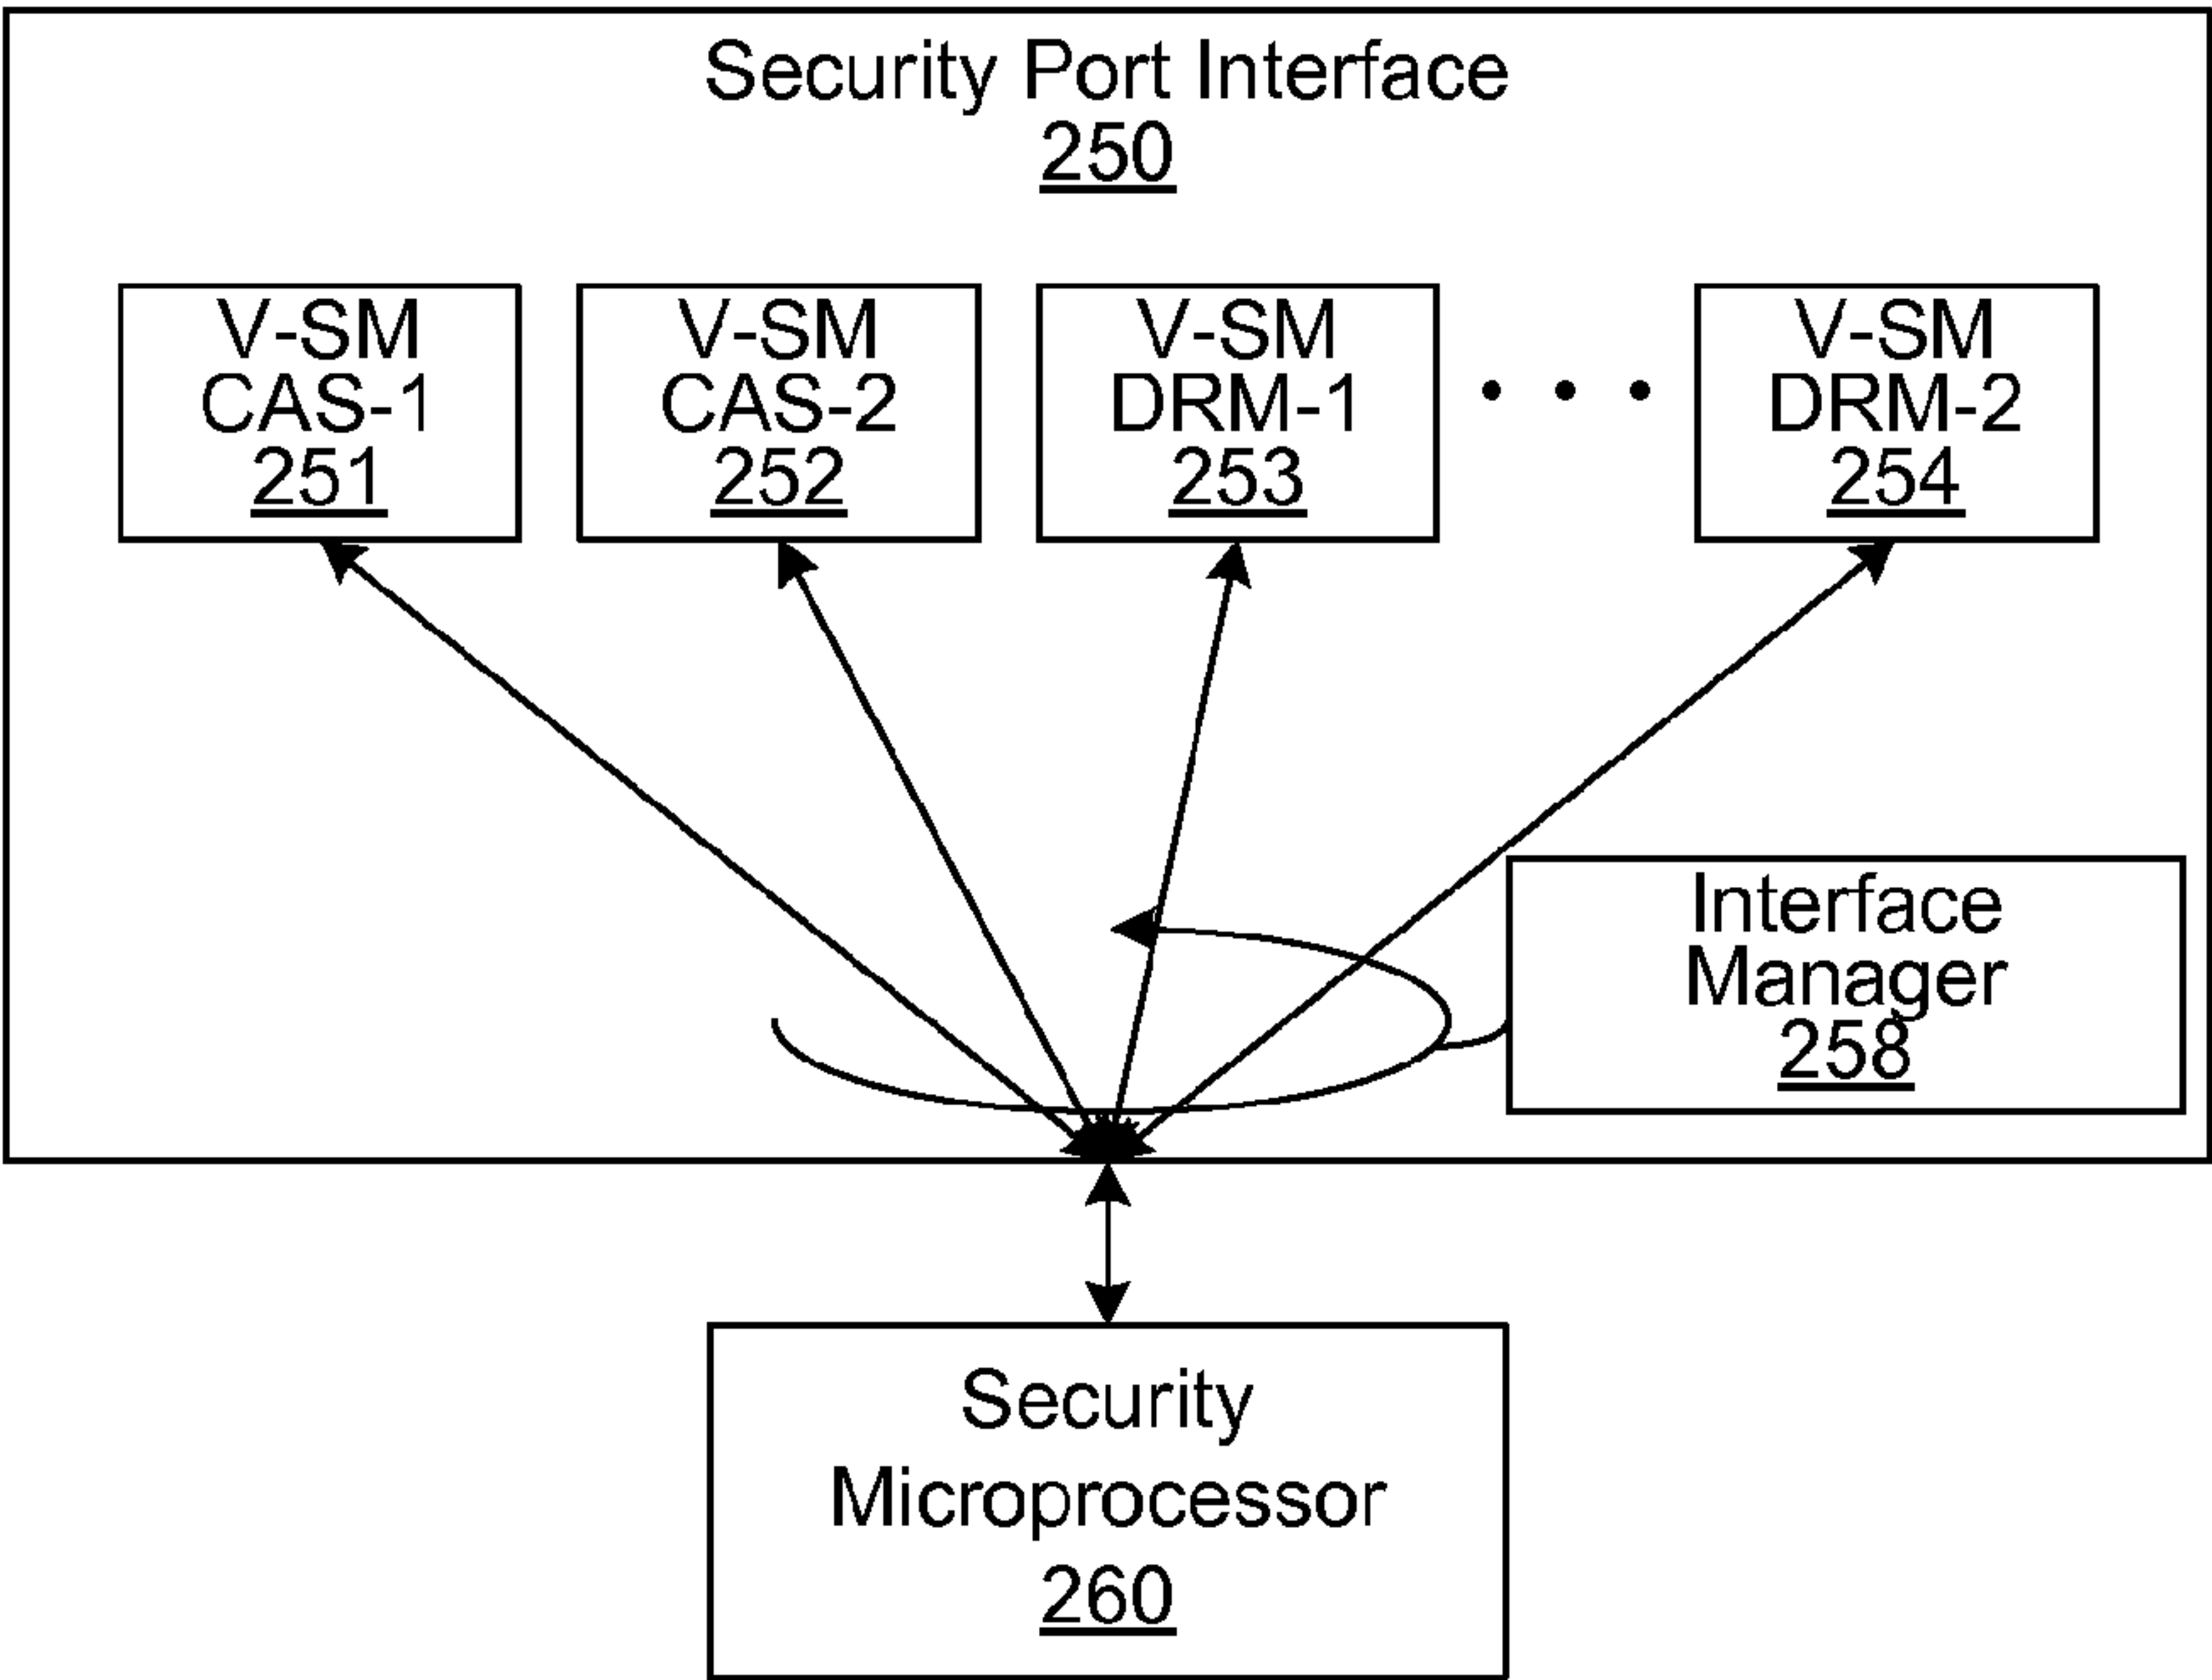 Security Port Interface
250
V-SM
CAS-1
251
V-SM
CAS-2
252
V-SM
DRM-1
253
V-SM
DRM-2
254
Interface
Manager
258
Security
Microprocessor
260